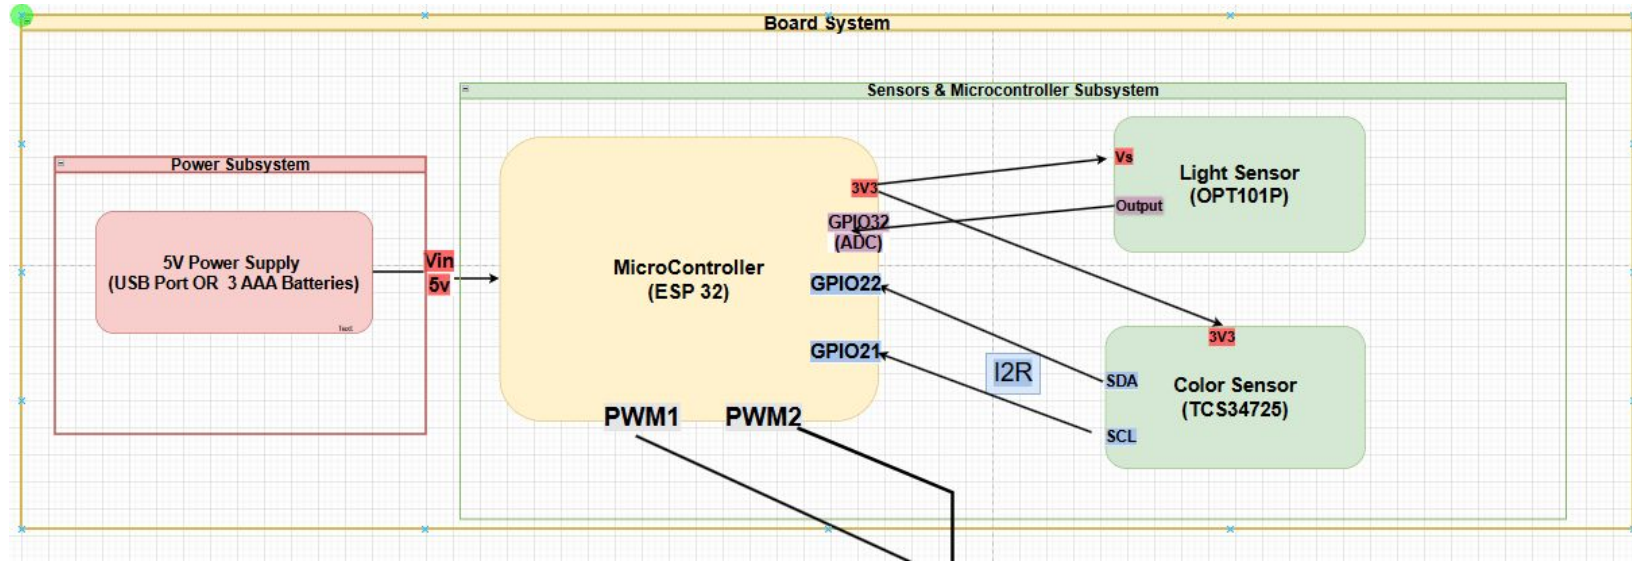 Board System
Sensors & Microcontroller Subsystem
Power Subsystem
5V Power Supply
(USB Port OR 3 AAA Batteries)
Text
Vin
5v
MicroController
(ESP 32)
3V3
GPIO32
(ADC)
GPIO22
GPIO21
PWM1
PWM2
Vs
Output
Light Sensor
(OPT101P)
I2R
3V3
SDA
SCL
Color Sensor
(TCS34725)